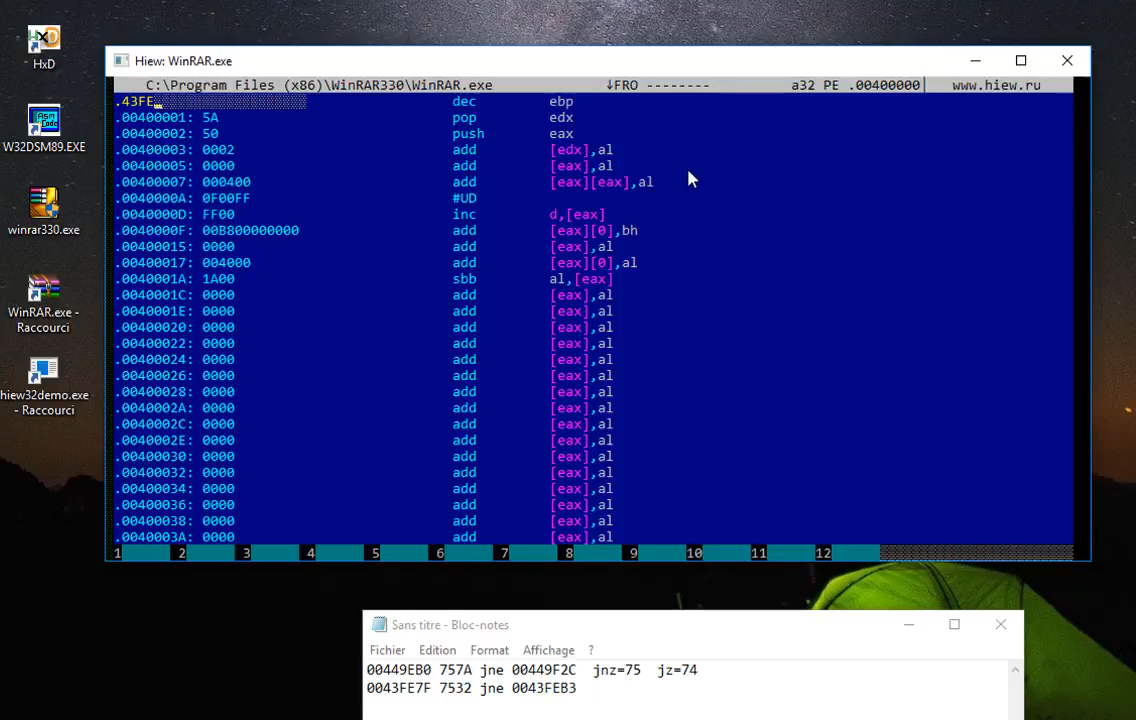 HxD
W32DSM89.EXE
winrar330.exe
WinRAR.exe -
Raccourci
hiew32demo.exe
- Raccourci
Hiew: WinRAR.exe
C:\Program Files (x86)\WinRAR330\WinRAR.exe ↓FRO -------- a32 PE .00400000 www.hiew.ru
.43FE_ dec ebp
.00400001: 5A pop edx
.00400002: 50 push eax
.00400003: 0002 add [edx],al
.00400005: 0000 add [eax],al
.00400007: 000400 add [eax][eax],al
.0040000A: 0F00FF #UD
.0040000D: FF00 inc d,[eax]
.0040000F: 00B800000000 add [eax][0],bh
.00400015: 0000 add [eax],al
.00400017: 004000 add [eax][0],al
.0040001A: 1A00 sbb al,[eax]
.0040001C: 0000 add [eax],al
.0040001E: 0000 add [eax],al
.00400020: 0000 add [eax],al
.00400022: 0000 add [eax],al
.00400024: 0000 add [eax],al
.00400026: 0000 add [eax],al
.00400028: 0000 add [eax],al
.0040002A: 0000 add [eax],al
.0040002C: 0000 add [eax],al
.0040002E: 0000 add [eax],al
.00400030: 0000 add [eax],al
.00400032: 0000 add [eax],al
.00400034: 0000 add [eax],al
.00400036: 0000 add [eax],al
.00400038: 0000 add [eax],al
.0040003A: 0000 add [eax],al
1 2 3 4 5 6 7 8 9 10 11 12
Sans titre - Bloc-notes
Fichier Edition Format Affichage ?
00449EB0 757A jne 00449F2C jnz=75 jz=74
0043FE7F 7532 jne 0043FEB3